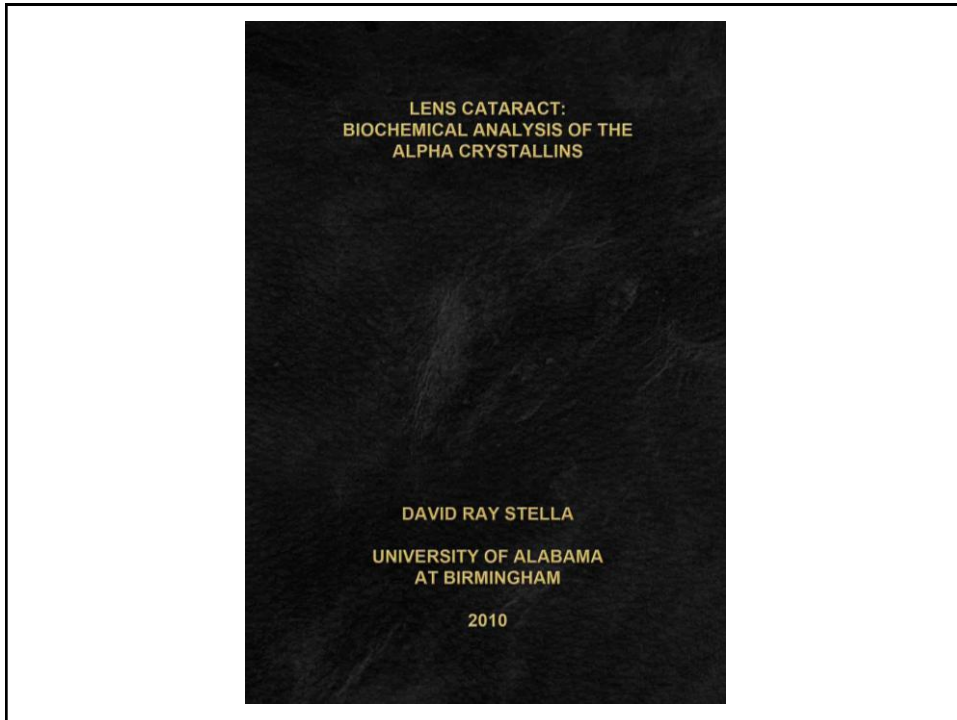 LENS CATARACT:
BIOCHEMICAL ANALYSIS OF THE
ALPHA CRYSTALLINS
DAVID RAY STELLA
UNIVERSITY OF ALABAMA
AT BIRMINGHAM
2010